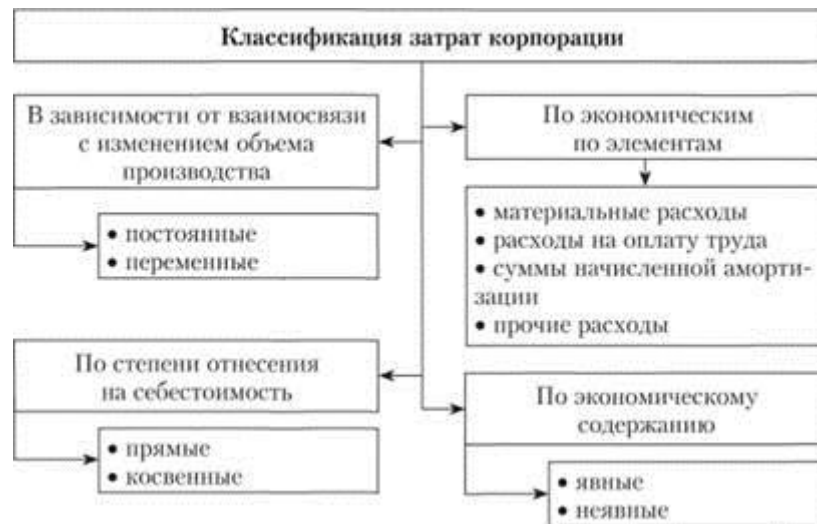 Классификация затрат корпорации
В зависимости от взаимосвязи
с изменением объема
производства
• постоянные
• переменные
По степени отнесения
на себестоимость
• прямые
• косвенные
По экономическим
по элементам
• материальные расходы
• расходы на оплату труда
• суммы начисленной аморти-
зации
• прочие расходы
По экономическому
содержанию
• явные
• неявные